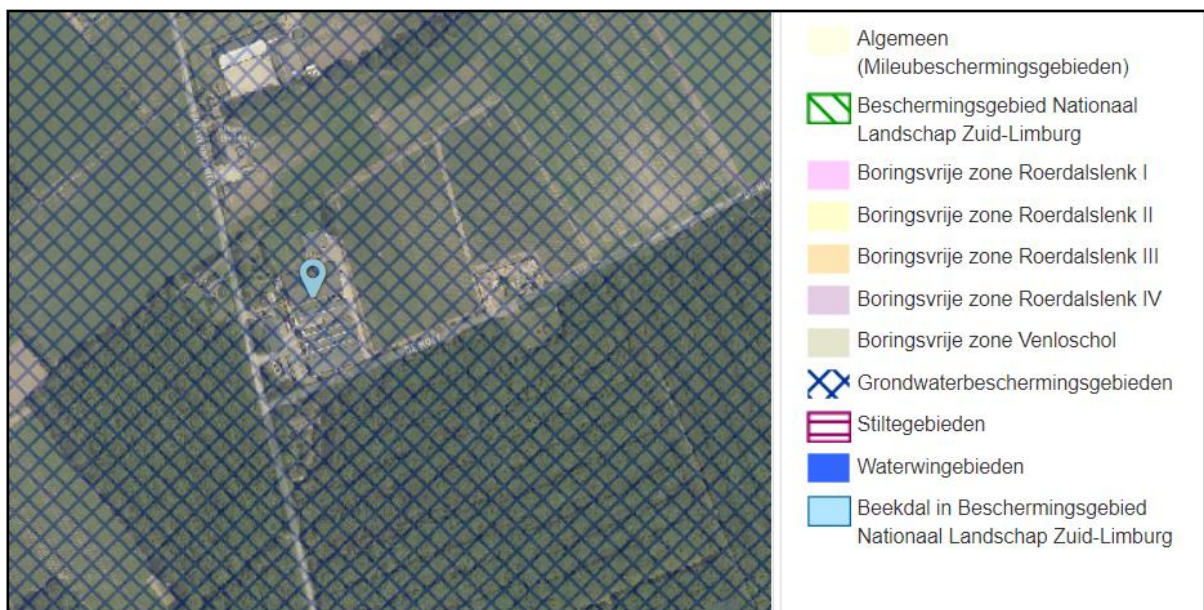 Algemeen
(Mileubeschermingsgebieden)
Beschermingsgebied Nationaal
Landschap Zuid-Limburg
Boringsvrije zone Roerdalslenk I
Boringsvrije zone Roerdalslenk II
Boringsvrije zone Roerdalslenk III
Boringsvrije zone Roerdalslenk IV
Boringsvrije zone Venloschol
Grondwaterbeschermingsgebieden
Stiltegebieden
Waterwingebieden
Beekdal in Beschermingsgebied
Nationaal Landschap Zuid-Limburg